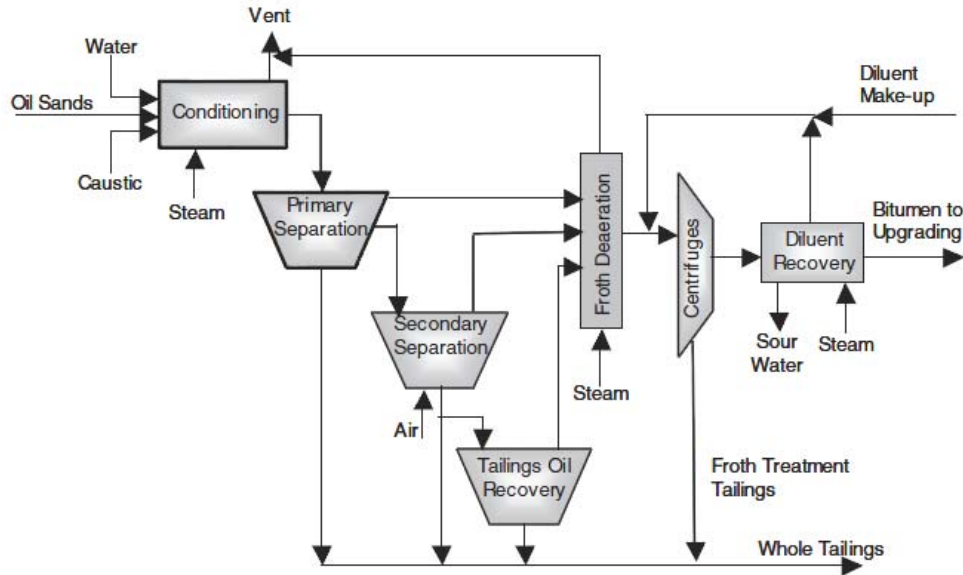 Vent
Water
Oil Sands
Conditioning
Caustic
Steam
Diluent
Make-up
Primary
Separation
Froth Deaeration
Centrifuges
Bitumen to
Upgrading
Diluent
Recovery
Secondary
Separation
Sour
Water
Steam
Steam
Air
Tailings Oil
Recovery
Froth Treatment
Tailings
Whole Tailings